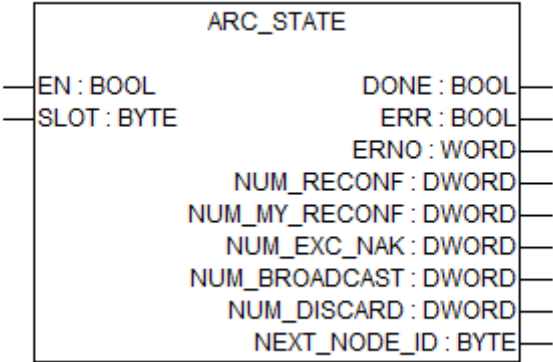 ARC_STATE
EN : BOOL DONE : BOOL
SLOT : BYTE ERR : BOOL
ERNO : WORD
NUM_RECONF : DWORD
NUM_MY_RECONF : DWORD
NUM_EXC_NAK : DWORD
NUM_BROADCAST : DWORD
NUM_DISCARD : DWORD
NEXT_NODE_ID : BYTE